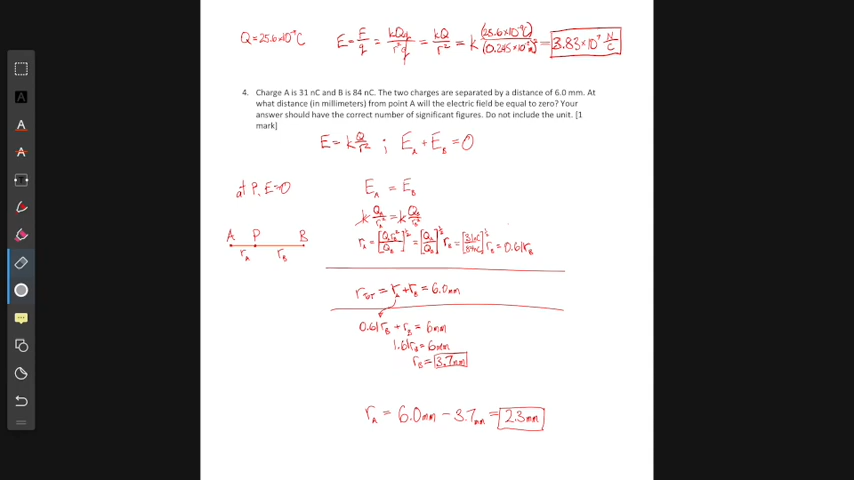 Q = 25.6×10⁻⁹C
E = F/q = kQq/r²q = kQ/r² = k (25.6×10⁻⁹C)/(0.245×10⁻²m)² = 3.83×10⁷ N/C
4. Charge A is 31 nC and B is 84 nC. The two charges are separated by a distance of 6.0 mm. At
what distance (in millimeters) from point A will the electric field be equal to zero? Your
answer should have the correct number of significant figures. Do not include the unit. [1
mark]
E = k Q/r² ; E_A + E_B = 0
at P, E=0
E_A = E_B
k Q_A/r_A² = k Q_B/r_B²
A P B
r_A r_B
r_A = [Q_A r_B²/Q_B]^½ = [Q_A/Q_B]^½ r_B = [31nC/84nC]^½ r_B = 0.61r_B
r_TOT = r_A + r_B = 6.0mm
0.61r_B + r_B = 6mm
1.61r_B = 6mm
r_B = 3.7mm
r_A = 6.0mm − 3.7mm = 2.3mm